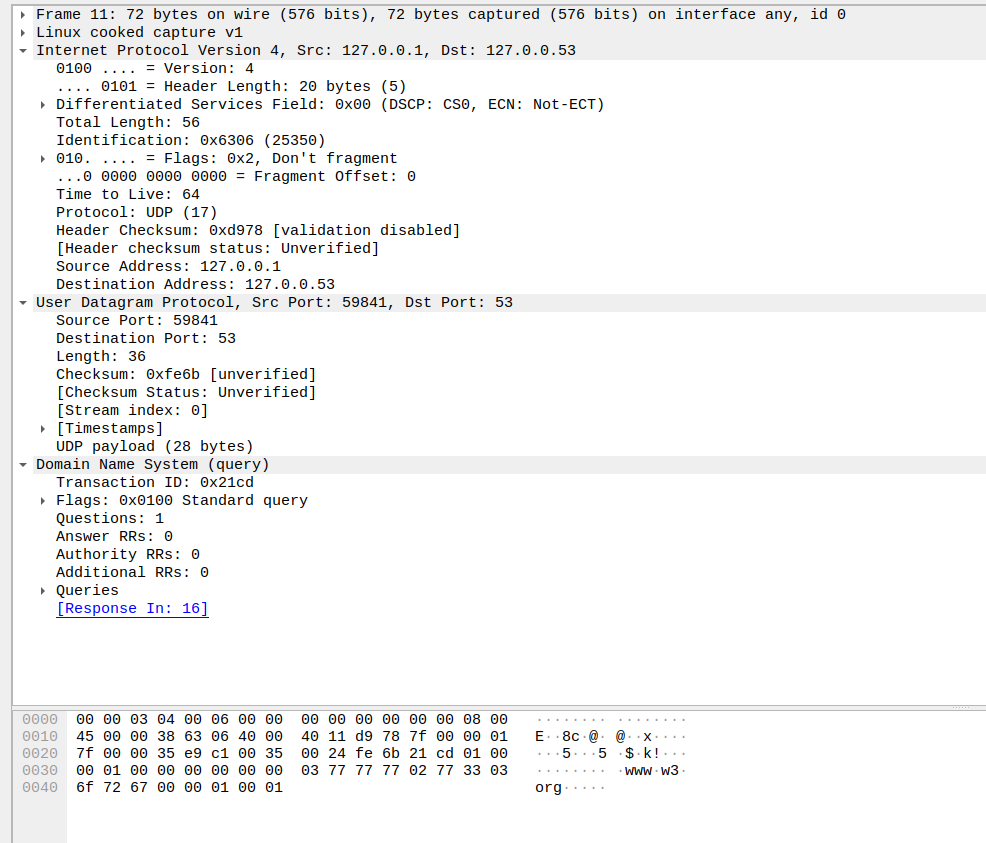 Frame 11: 72 bytes on wire (576 bits), 72 bytes captured (576 bits) on interface any, id 0
Linux cooked capture v1
Internet Protocol Version 4, Src: 127.0.0.1, Dst: 127.0.0.53
0100 .... = Version: 4
.... 0101 = Header Length: 20 bytes (5)
Differentiated Services Field: 0x00 (DSCP: CS0, ECN: Not-ECT)
Total Length: 56
Identification: 0x6306 (25350)
010. .... = Flags: 0x2, Don't fragment
...0 0000 0000 0000 = Fragment Offset: 0
Time to Live: 64
Protocol: UDP (17)
Header Checksum: 0xd978 [validation disabled]
[Header checksum status: Unverified]
Source Address: 127.0.0.1
Destination Address: 127.0.0.53
User Datagram Protocol, Src Port: 59841, Dst Port: 53
Source Port: 59841
Destination Port: 53
Length: 36
Checksum: 0xfe6b [unverified]
[Checksum Status: Unverified]
[Stream index: 0]
[Timestamps]
UDP payload (28 bytes)
Domain Name System (query)
Transaction ID: 0x21cd
Flags: 0x0100 Standard query
Questions: 1
Answer RRs: 0
Authority RRs: 0
Additional RRs: 0
Queries
[Response In: 16]
0000 00 00 03 04 00 06 00 00 00 00 00 00 00 00 08 00 ········ ········
0010 45 00 00 38 63 06 40 00 40 11 d9 78 7f 00 00 01 E··8c·@· @··x····
0020 7f 00 00 35 e9 c1 00 35 00 24 fe 6b 21 cd 01 00 ···5···5 ·$·k!···
0030 00 01 00 00 00 00 00 00 03 77 77 77 02 77 33 03 ········ ·www·w3·
0040 6f 72 67 00 00 01 00 01 org·····